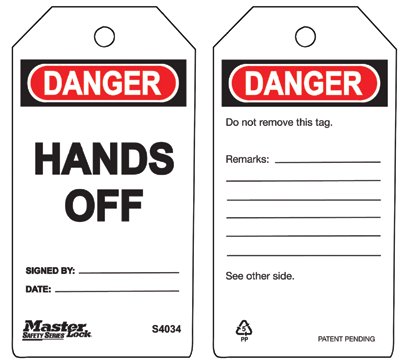 DANGER
HANDS
OFF
SIGNED BY:
DATE:
Master Lock
SAFETY SERIES
S4034
DANGER
Do not remove this tag.
Remarks:
See other side.
5
PP
PATENT PENDING